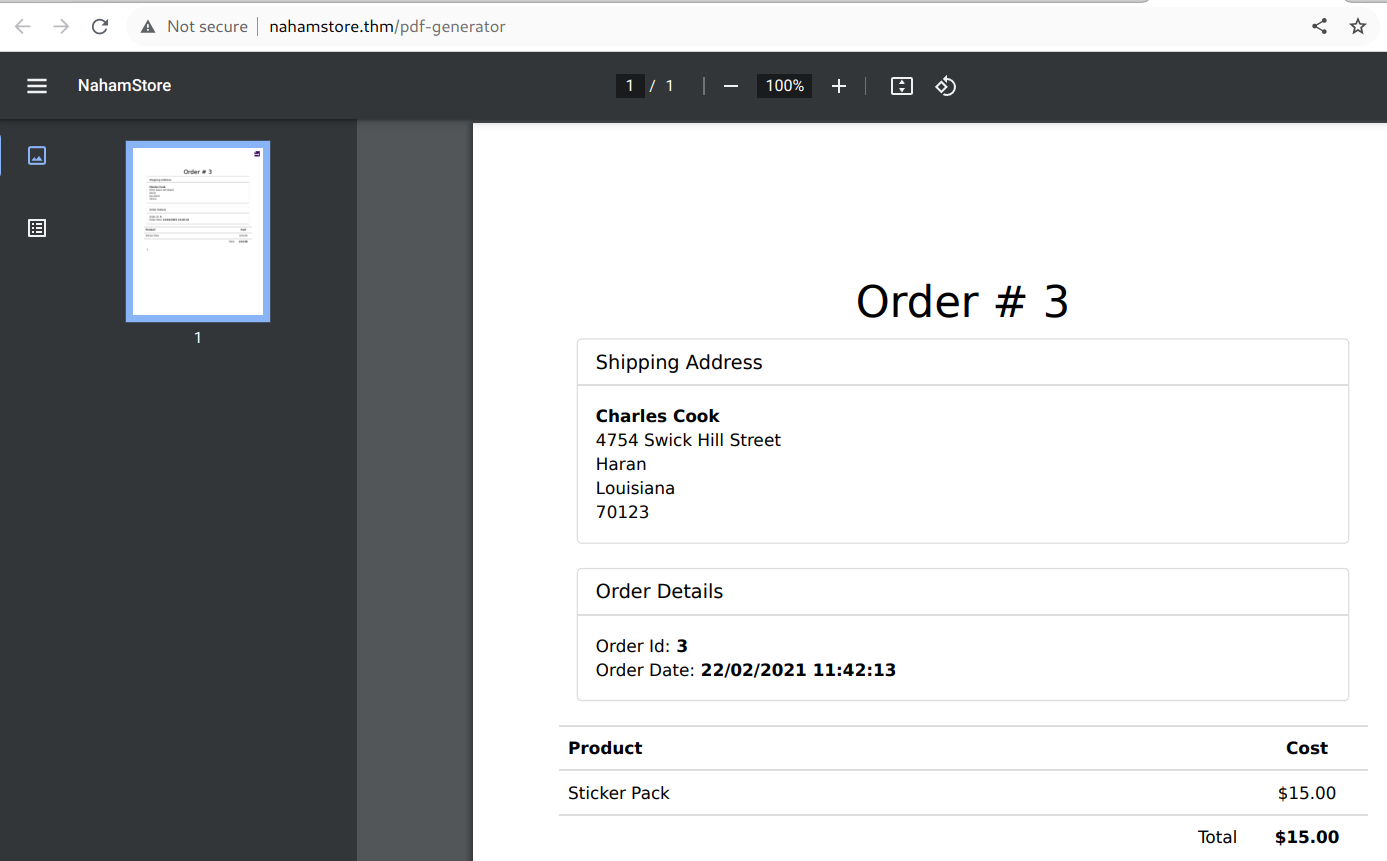 Not secure nahamstore.thm/pdf-generator
NahamStore 1 / 1 100%
Order # 3
1
Order # 3
Shipping Address
Charles Cook
4754 Swick Hill Street
Haran
Louisiana
70123
Order Details
Order Id: 3
Order Date: 22/02/2021 11:42:13
Product Cost
Sticker Pack $15.00
Total $15.00